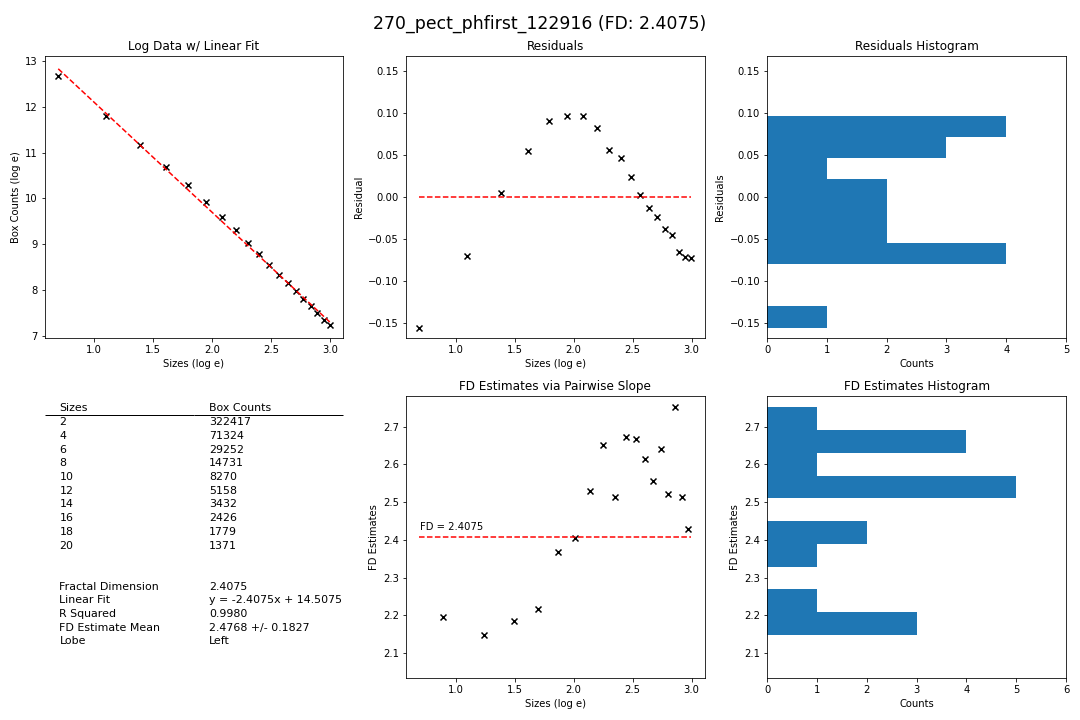 270_pect_phfirst_122916 (FD: 2.4075)
Log Data w/ Linear Fit
13
12
11
10
9
8
7
Box Counts (log e)
1.0 1.5 2.0 2.5 3.0
Sizes (log e)
Residuals
0.15
0.10
0.05
0.00
−0.05
−0.10
−0.15
Residual
1.0 1.5 2.0 2.5 3.0
Sizes (log e)
Residuals Histogram
0.15
0.10
0.05
0.00
−0.05
−0.10
−0.15
Residuals
0 1 2 3 4 5
Counts
Sizes Box Counts
2 322417
4 71324
6 29252
8 14731
10 8270
12 5158
14 3432
16 2426
18 1779
20 1371
Fractal Dimension 2.4075
Linear Fit y = -2.4075x + 14.5075
R Squared 0.9980
FD Estimate Mean 2.4768 +/- 0.1827
Lobe Left
FD Estimates via Pairwise Slope
2.7
2.6
2.5
2.4
2.3
2.2
2.1
FD Estimates
FD = 2.4075
1.0 1.5 2.0 2.5 3.0
Sizes (log e)
FD Estimates Histogram
2.7
2.6
2.5
2.4
2.3
2.2
2.1
FD Estimates
0 1 2 3 4 5 6
Counts